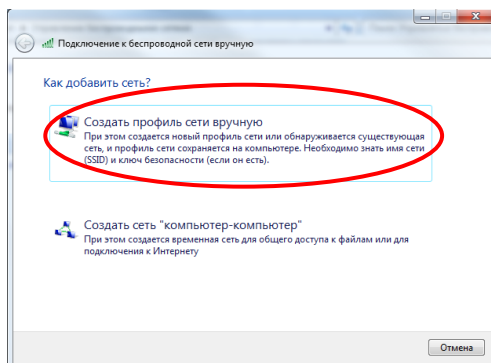 Подключение к беспроводной сети вручную
Как добавить сеть?
Создать профиль сети вручную
При этом создается новый профиль сети или обнаруживается существующая
сеть, и профиль сети сохраняется на компьютере. Необходимо знать имя сети
(SSID) и ключ безопасности (если он есть).
Создать сеть "компьютер-компьютер"
При этом создается временная сеть для общего доступа к файлам или для
подключения к Интернету
Отмена